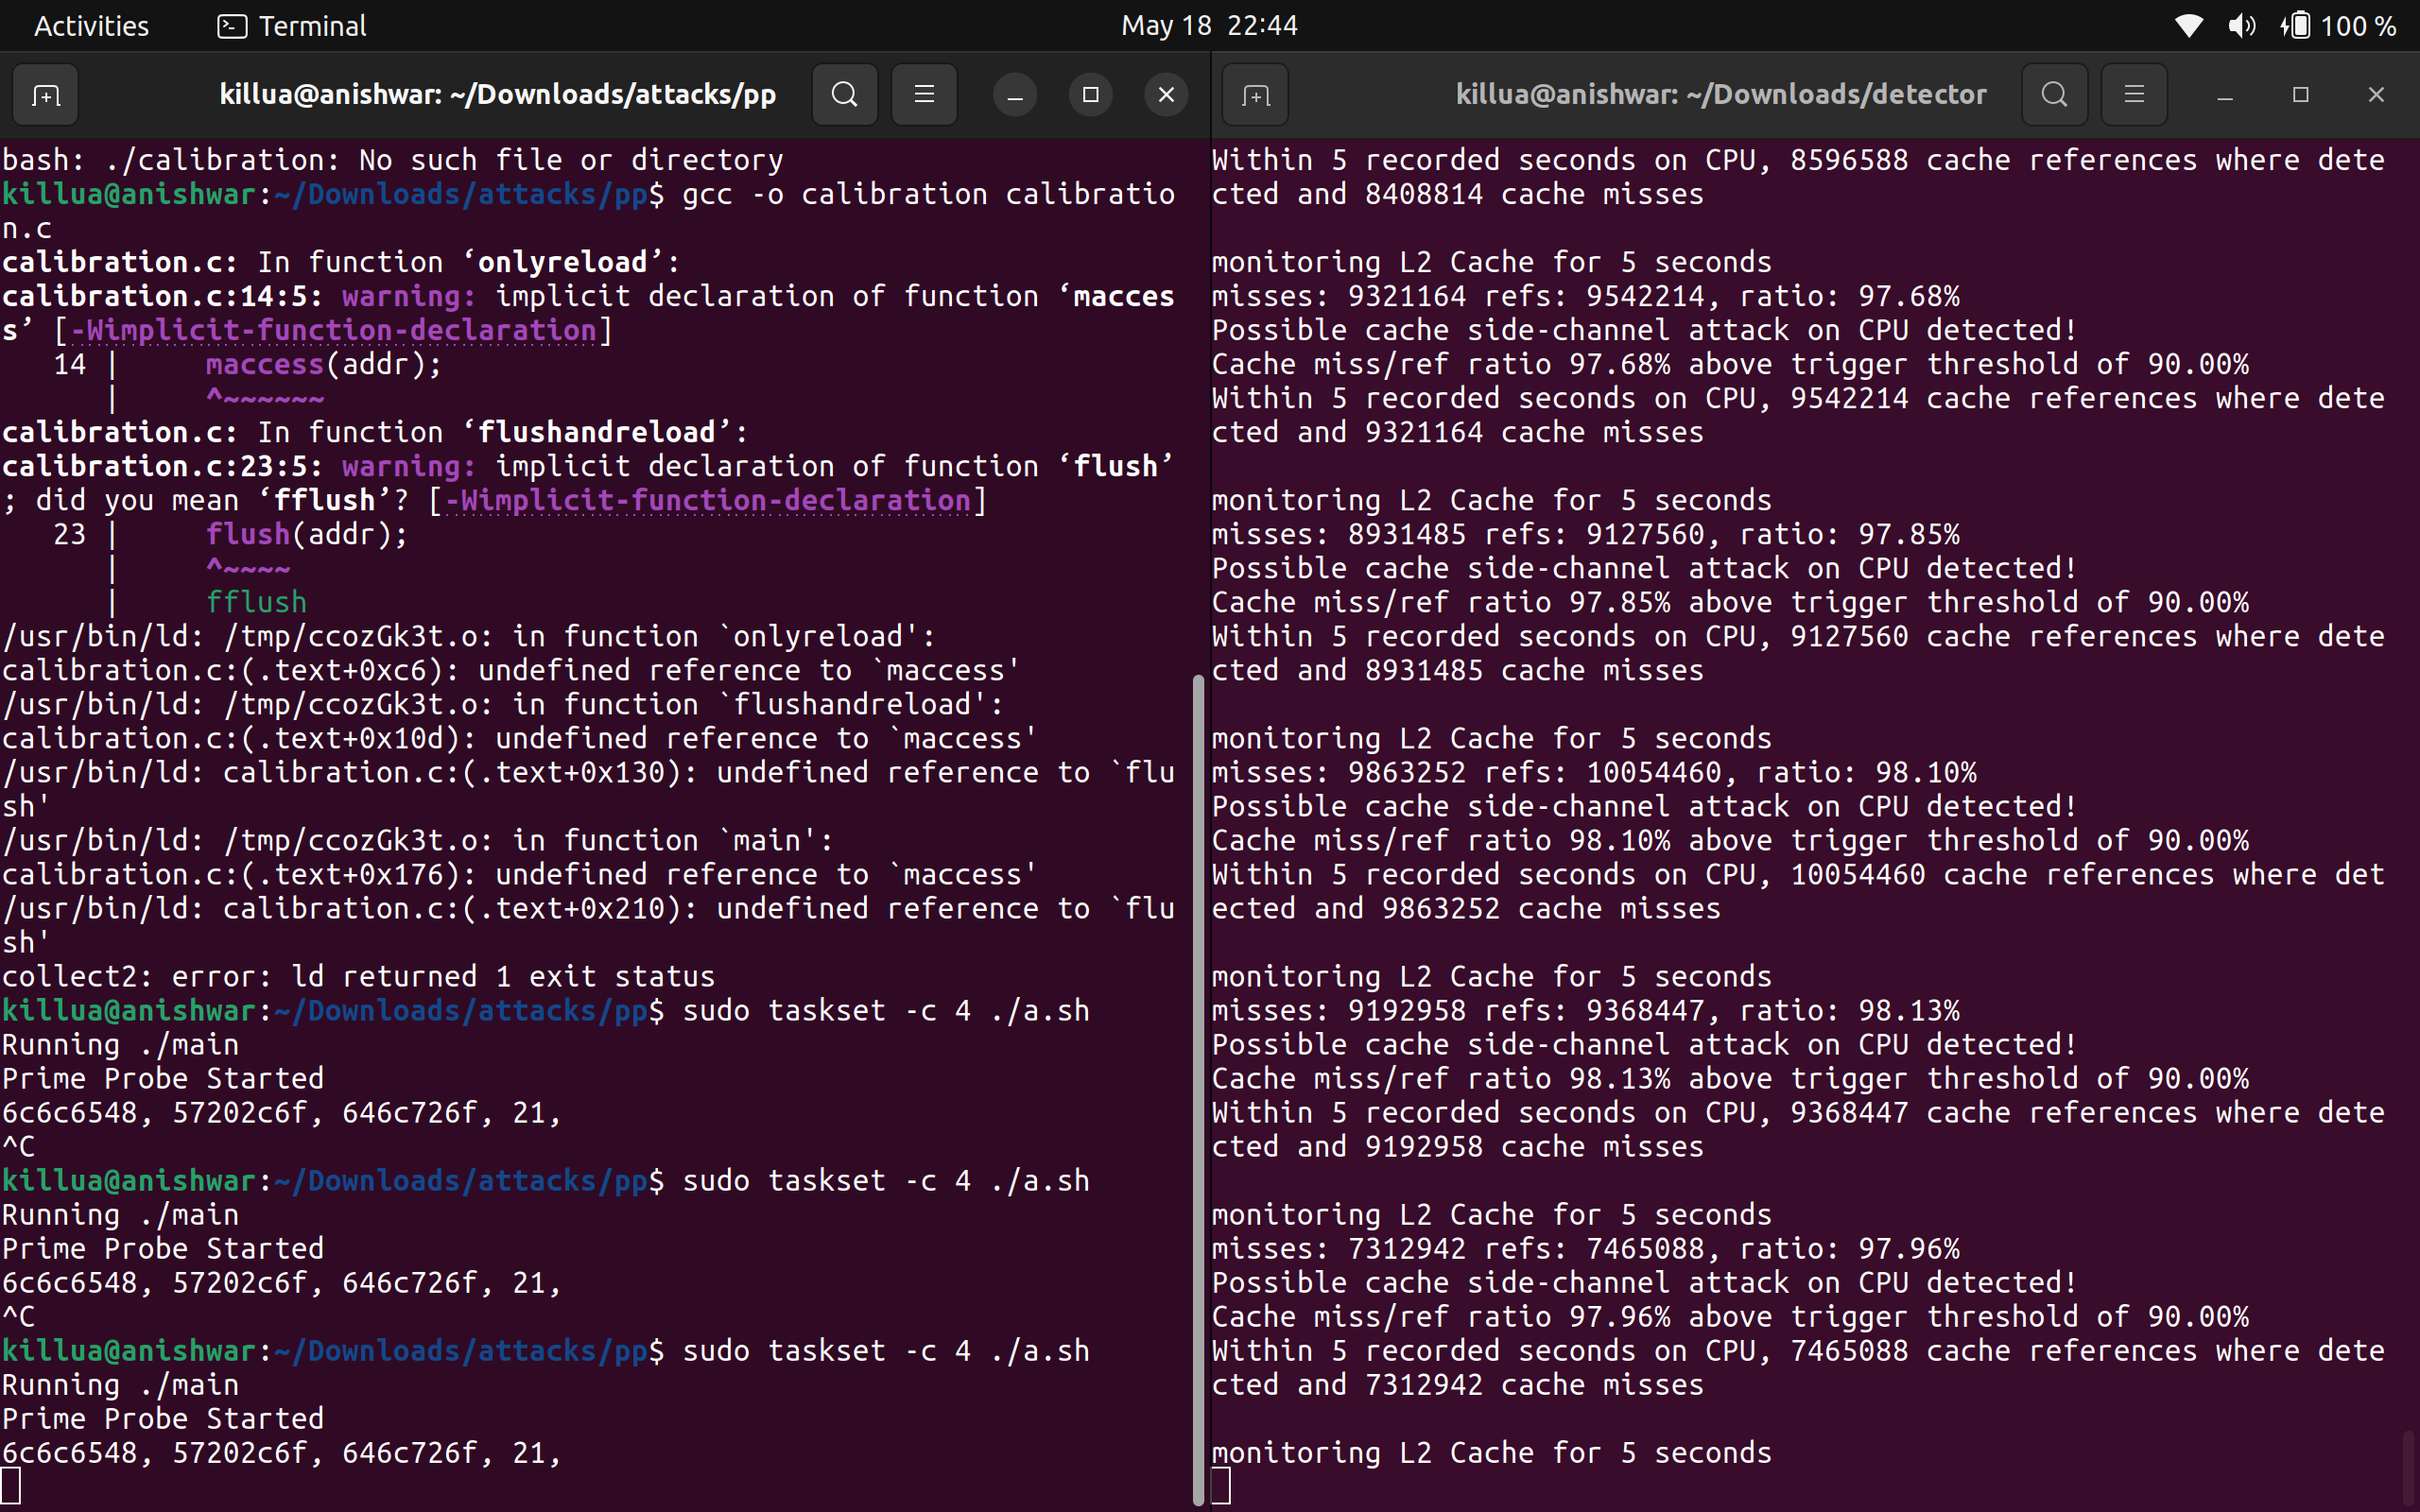 Activities Terminal May 18 22:44 100 %
killua@anishwar: ~/Downloads/attacks/pp
bash: ./calibration: No such file or directory
killua@anishwar:~/Downloads/attacks/pp$ gcc -o calibration calibratio
n.c
calibration.c: In function ‘onlyreload’:
calibration.c:14:5: warning: implicit declaration of function ‘macces
s’ [-Wimplicit-function-declaration]
   14 |     maccess(addr);
      |     ^~~~~~~
calibration.c: In function ‘flushandreload’:
calibration.c:23:5: warning: implicit declaration of function ‘flush’
; did you mean ‘fflush’? [-Wimplicit-function-declaration]
   23 |     flush(addr);
      |     ^~~~~
      |     fflush
/usr/bin/ld: /tmp/ccozGk3t.o: in function `onlyreload':
calibration.c:(.text+0xc6): undefined reference to `maccess'
/usr/bin/ld: /tmp/ccozGk3t.o: in function `flushandreload':
calibration.c:(.text+0x10d): undefined reference to `maccess'
/usr/bin/ld: calibration.c:(.text+0x130): undefined reference to `flu
sh'
/usr/bin/ld: /tmp/ccozGk3t.o: in function `main':
calibration.c:(.text+0x176): undefined reference to `maccess'
/usr/bin/ld: calibration.c:(.text+0x210): undefined reference to `flu
sh'
collect2: error: ld returned 1 exit status
killua@anishwar:~/Downloads/attacks/pp$ sudo taskset -c 4 ./a.sh
Running ./main
Prime Probe Started
6c6c6548, 57202c6f, 646c726f, 21,
^C
killua@anishwar:~/Downloads/attacks/pp$ sudo taskset -c 4 ./a.sh
Running ./main
Prime Probe Started
6c6c6548, 57202c6f, 646c726f, 21,
^C
killua@anishwar:~/Downloads/attacks/pp$ sudo taskset -c 4 ./a.sh
Running ./main
Prime Probe Started
6c6c6548, 57202c6f, 646c726f, 21,
killua@anishwar: ~/Downloads/detector
Within 5 recorded seconds on CPU, 8596588 cache references where dete
cted and 8408814 cache misses
monitoring L2 Cache for 5 seconds
misses: 9321164 refs: 9542214, ratio: 97.68%
Possible cache side-channel attack on CPU detected!
Cache miss/ref ratio 97.68% above trigger threshold of 90.00%
Within 5 recorded seconds on CPU, 9542214 cache references where dete
cted and 9321164 cache misses
monitoring L2 Cache for 5 seconds
misses: 8931485 refs: 9127560, ratio: 97.85%
Possible cache side-channel attack on CPU detected!
Cache miss/ref ratio 97.85% above trigger threshold of 90.00%
Within 5 recorded seconds on CPU, 9127560 cache references where dete
cted and 8931485 cache misses
monitoring L2 Cache for 5 seconds
misses: 9863252 refs: 10054460, ratio: 98.10%
Possible cache side-channel attack on CPU detected!
Cache miss/ref ratio 98.10% above trigger threshold of 90.00%
Within 5 recorded seconds on CPU, 10054460 cache references where det
ected and 9863252 cache misses
monitoring L2 Cache for 5 seconds
misses: 9192958 refs: 9368447, ratio: 98.13%
Possible cache side-channel attack on CPU detected!
Cache miss/ref ratio 98.13% above trigger threshold of 90.00%
Within 5 recorded seconds on CPU, 9368447 cache references where dete
cted and 9192958 cache misses
monitoring L2 Cache for 5 seconds
misses: 7312942 refs: 7465088, ratio: 97.96%
Possible cache side-channel attack on CPU detected!
Cache miss/ref ratio 97.96% above trigger threshold of 90.00%
Within 5 recorded seconds on CPU, 7465088 cache references where dete
cted and 7312942 cache misses
monitoring L2 Cache for 5 seconds